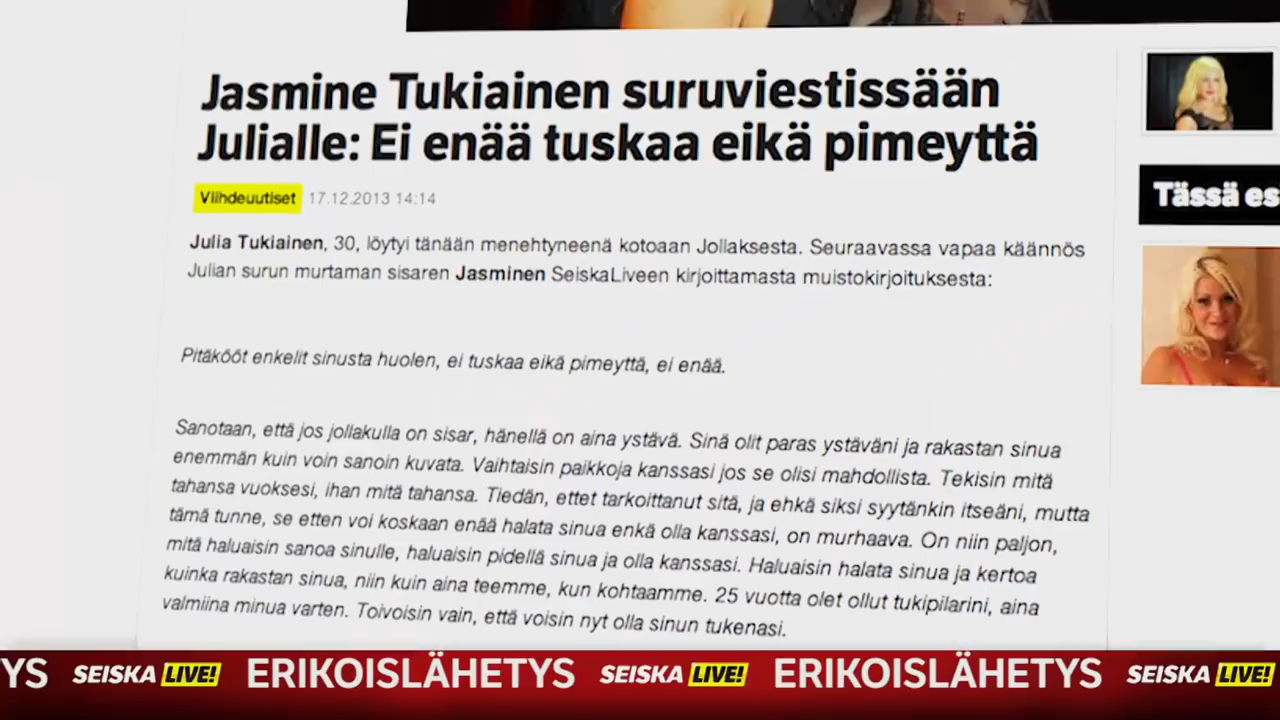 Jasmine Tukiainen suruviestissään
Julialle: Ei enää tuskaa eikä pimeyttä
Viihdeuutiset 17.12.2013 14:14
Julia Tukiainen, 30, löytyi tänään menehtyneenä kotoaan Jollaksesta. Seuraavassa vapaa käännös
Julian surun murtaman sisaren Jasminen SeiskaLiveen kirjoittamasta muistokirjoituksesta:
Pitäkööt enkelit sinusta huolen, ei tuskaa eikä pimeyttä, ei enää.
Sanotaan, että jos jollakulla on sisar, hänellä on aina ystävä. Sinä olit paras ystäväni ja rakastan sinua
enemmän kuin voin sanoin kuvata. Vaihtaisin paikkoja kanssasi jos se olisi mahdollista. Tekisin mitä
tahansa vuoksesi, ihan mitä tahansa. Tiedän, ettet tarkoittanut sitä, ja ehkä siksi syytänkin itseäni, mutta
tämä tunne, se etten voi koskaan enää halata sinua enkä olla kanssasi, on murhaava. On niin paljon,
mitä haluaisin sanoa sinulle, haluaisin pidellä sinua ja olla kanssasi. Haluaisin halata sinua ja kertoa
kuinka rakastan sinua, niin kuin aina teemme, kun kohtaamme. 25 vuotta olet ollut tukipilarini, aina
valmiina minua varten. Toivoisin vain, että voisin nyt olla sinun tukenasi.
Tässä es
YS SEISKA LIVE! ERIKOISLÄHETYS SEISKA LIVE! ERIKOISLÄHETYS SEISKA LIVE!